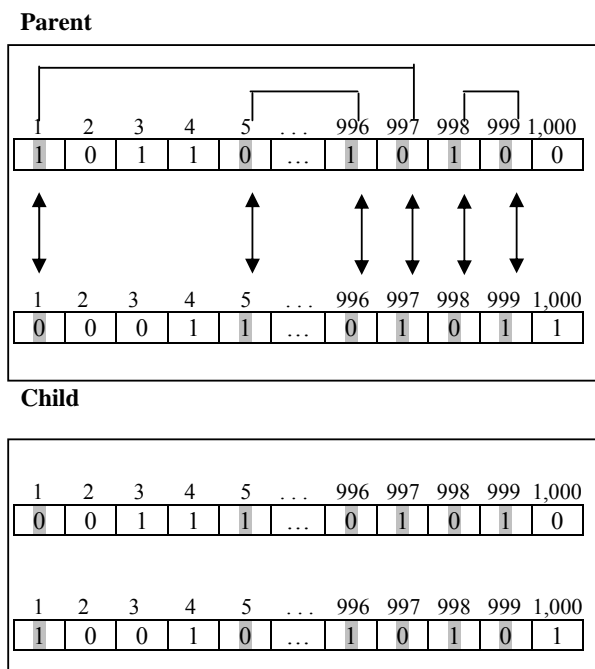 Parent
1 2 3 4 5 . . . 996 997 998 999 1,000
1 0 1 1 0 ... 1 0 1 0 0
1 2 3 4 5 . . . 996 997 998 999 1,000
0 0 0 1 1 ... 0 1 0 1 1
Child
1 2 3 4 5 . . . 996 997 998 999 1,000
0 0 1 1 1 ... 0 1 0 1 0
1 2 3 4 5 . . . 996 997 998 999 1,000
1 0 0 1 0 ... 1 0 1 0 1